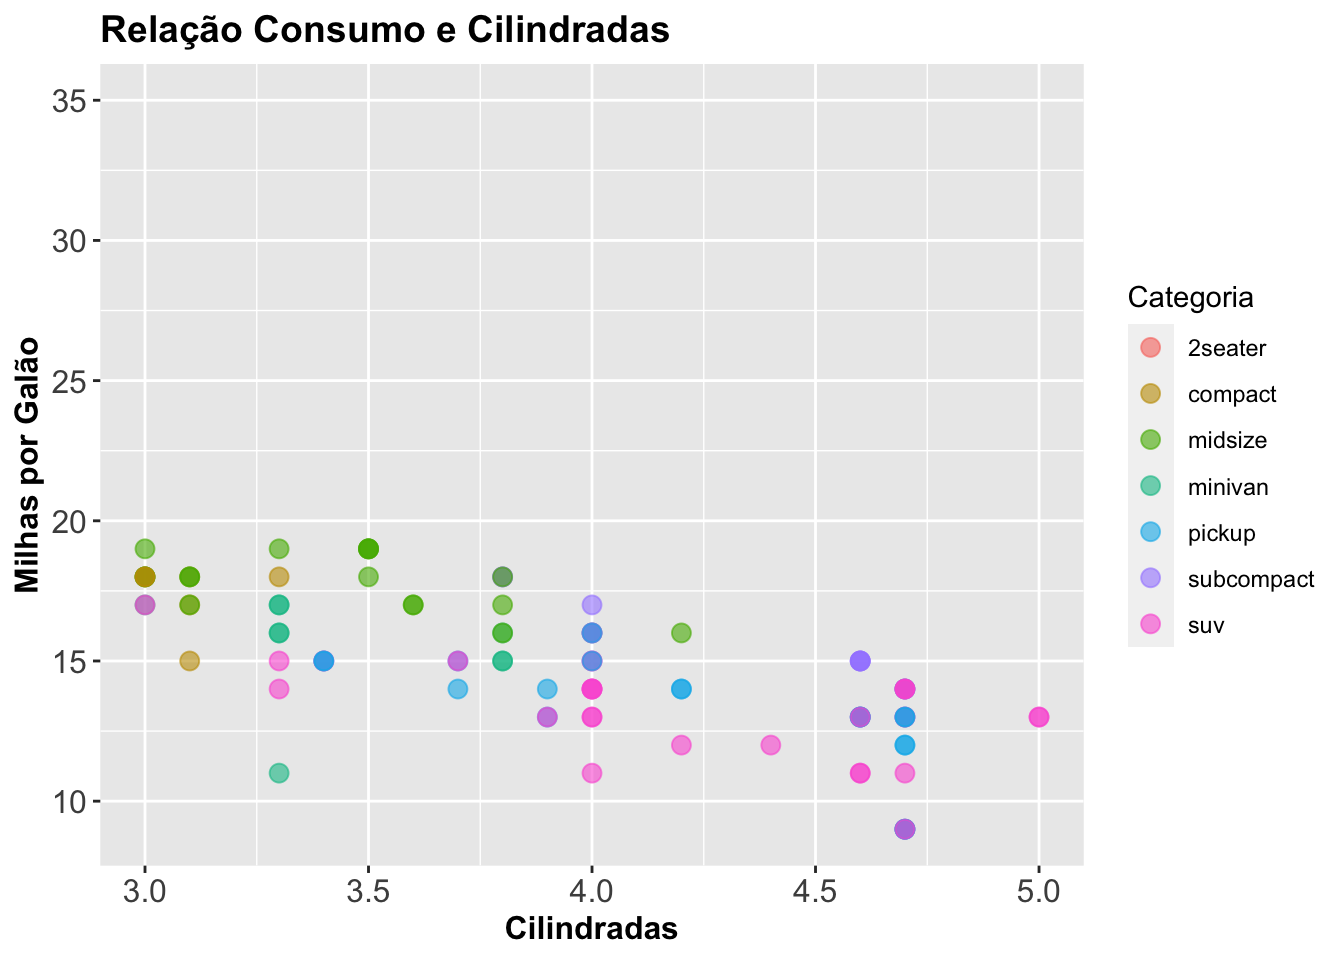 Relação Consumo e Cilindradas
35
30
25
20
15
10
Milhas por Galão
3.0 3.5 4.0 4.5 5.0
Cilindradas
Categoria
2seater
compact
midsize
minivan
pickup
subcompact
suv